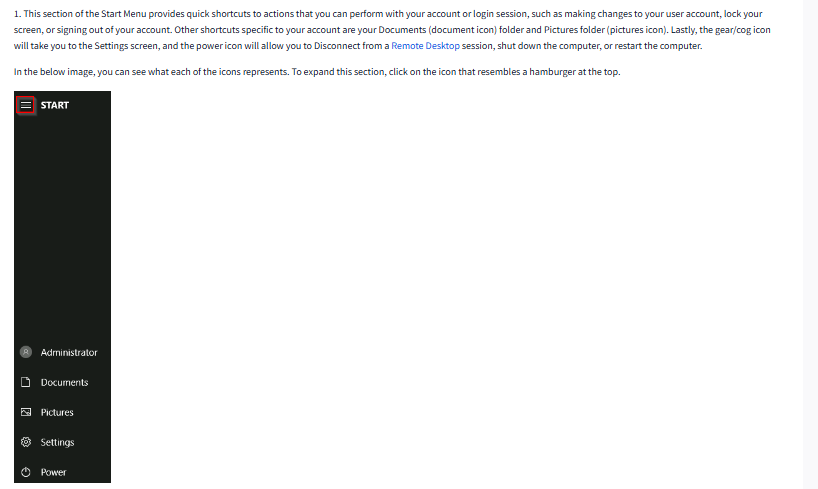 1. This section of the Start Menu provides quick shortcuts to actions that you can perform with your account or login session, such as making changes to your user account, lock your
screen, or signing out of your account. Other shortcuts specific to your account are your Documents (document icon) folder and Pictures folder (pictures icon). Lastly, the gear/cog icon
will take you to the Settings screen, and the power icon will allow you to Disconnect from a Remote Desktop session, shut down the computer, or restart the computer.
In the below image, you can see what each of the icons represents. To expand this section, click on the icon that resembles a hamburger at the top.
START
Administrator
Documents
Pictures
Settings
Power